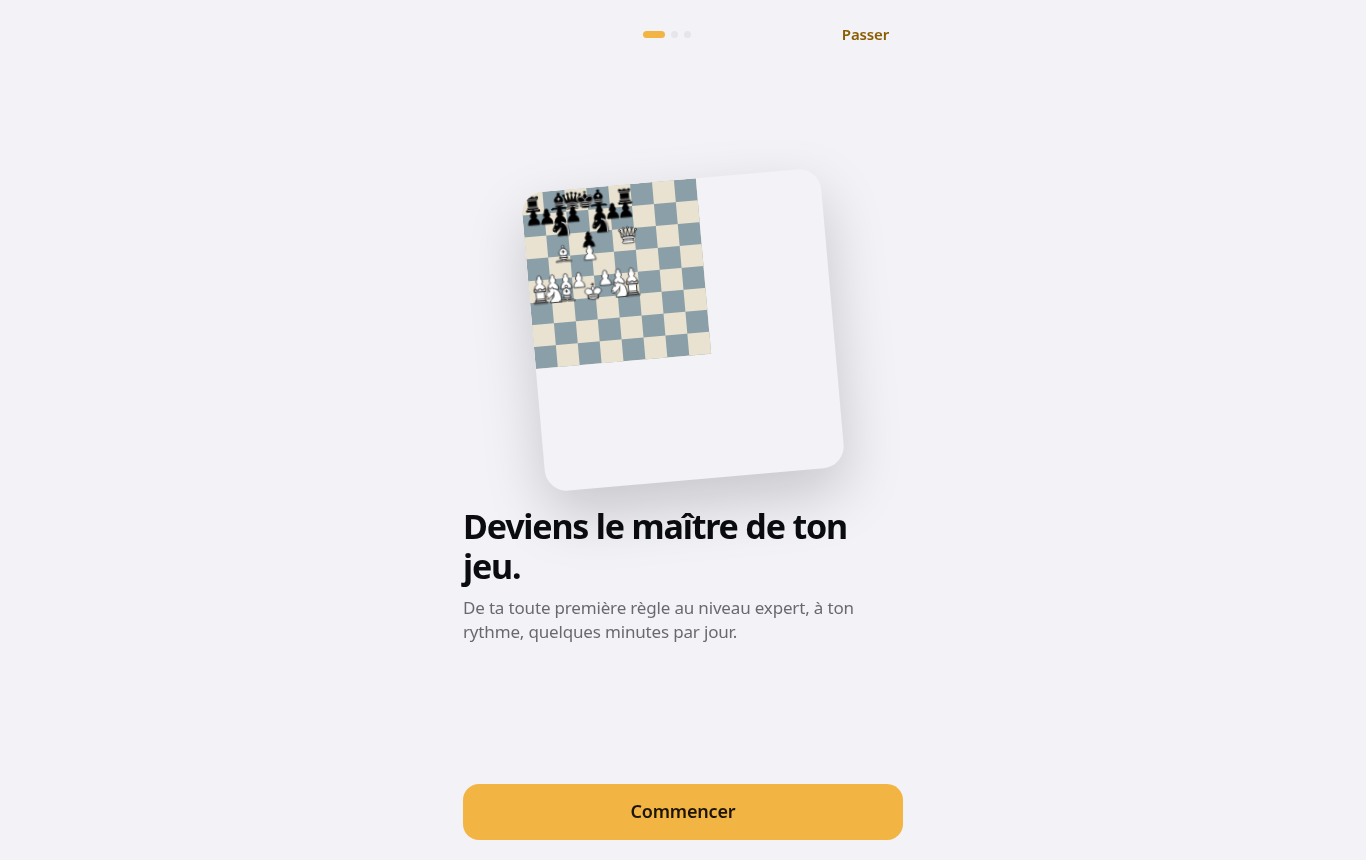 Passer
Deviens le maître de ton
jeu.
De ta toute première règle au niveau expert, à ton
rythme, quelques minutes par jour.
Commencer